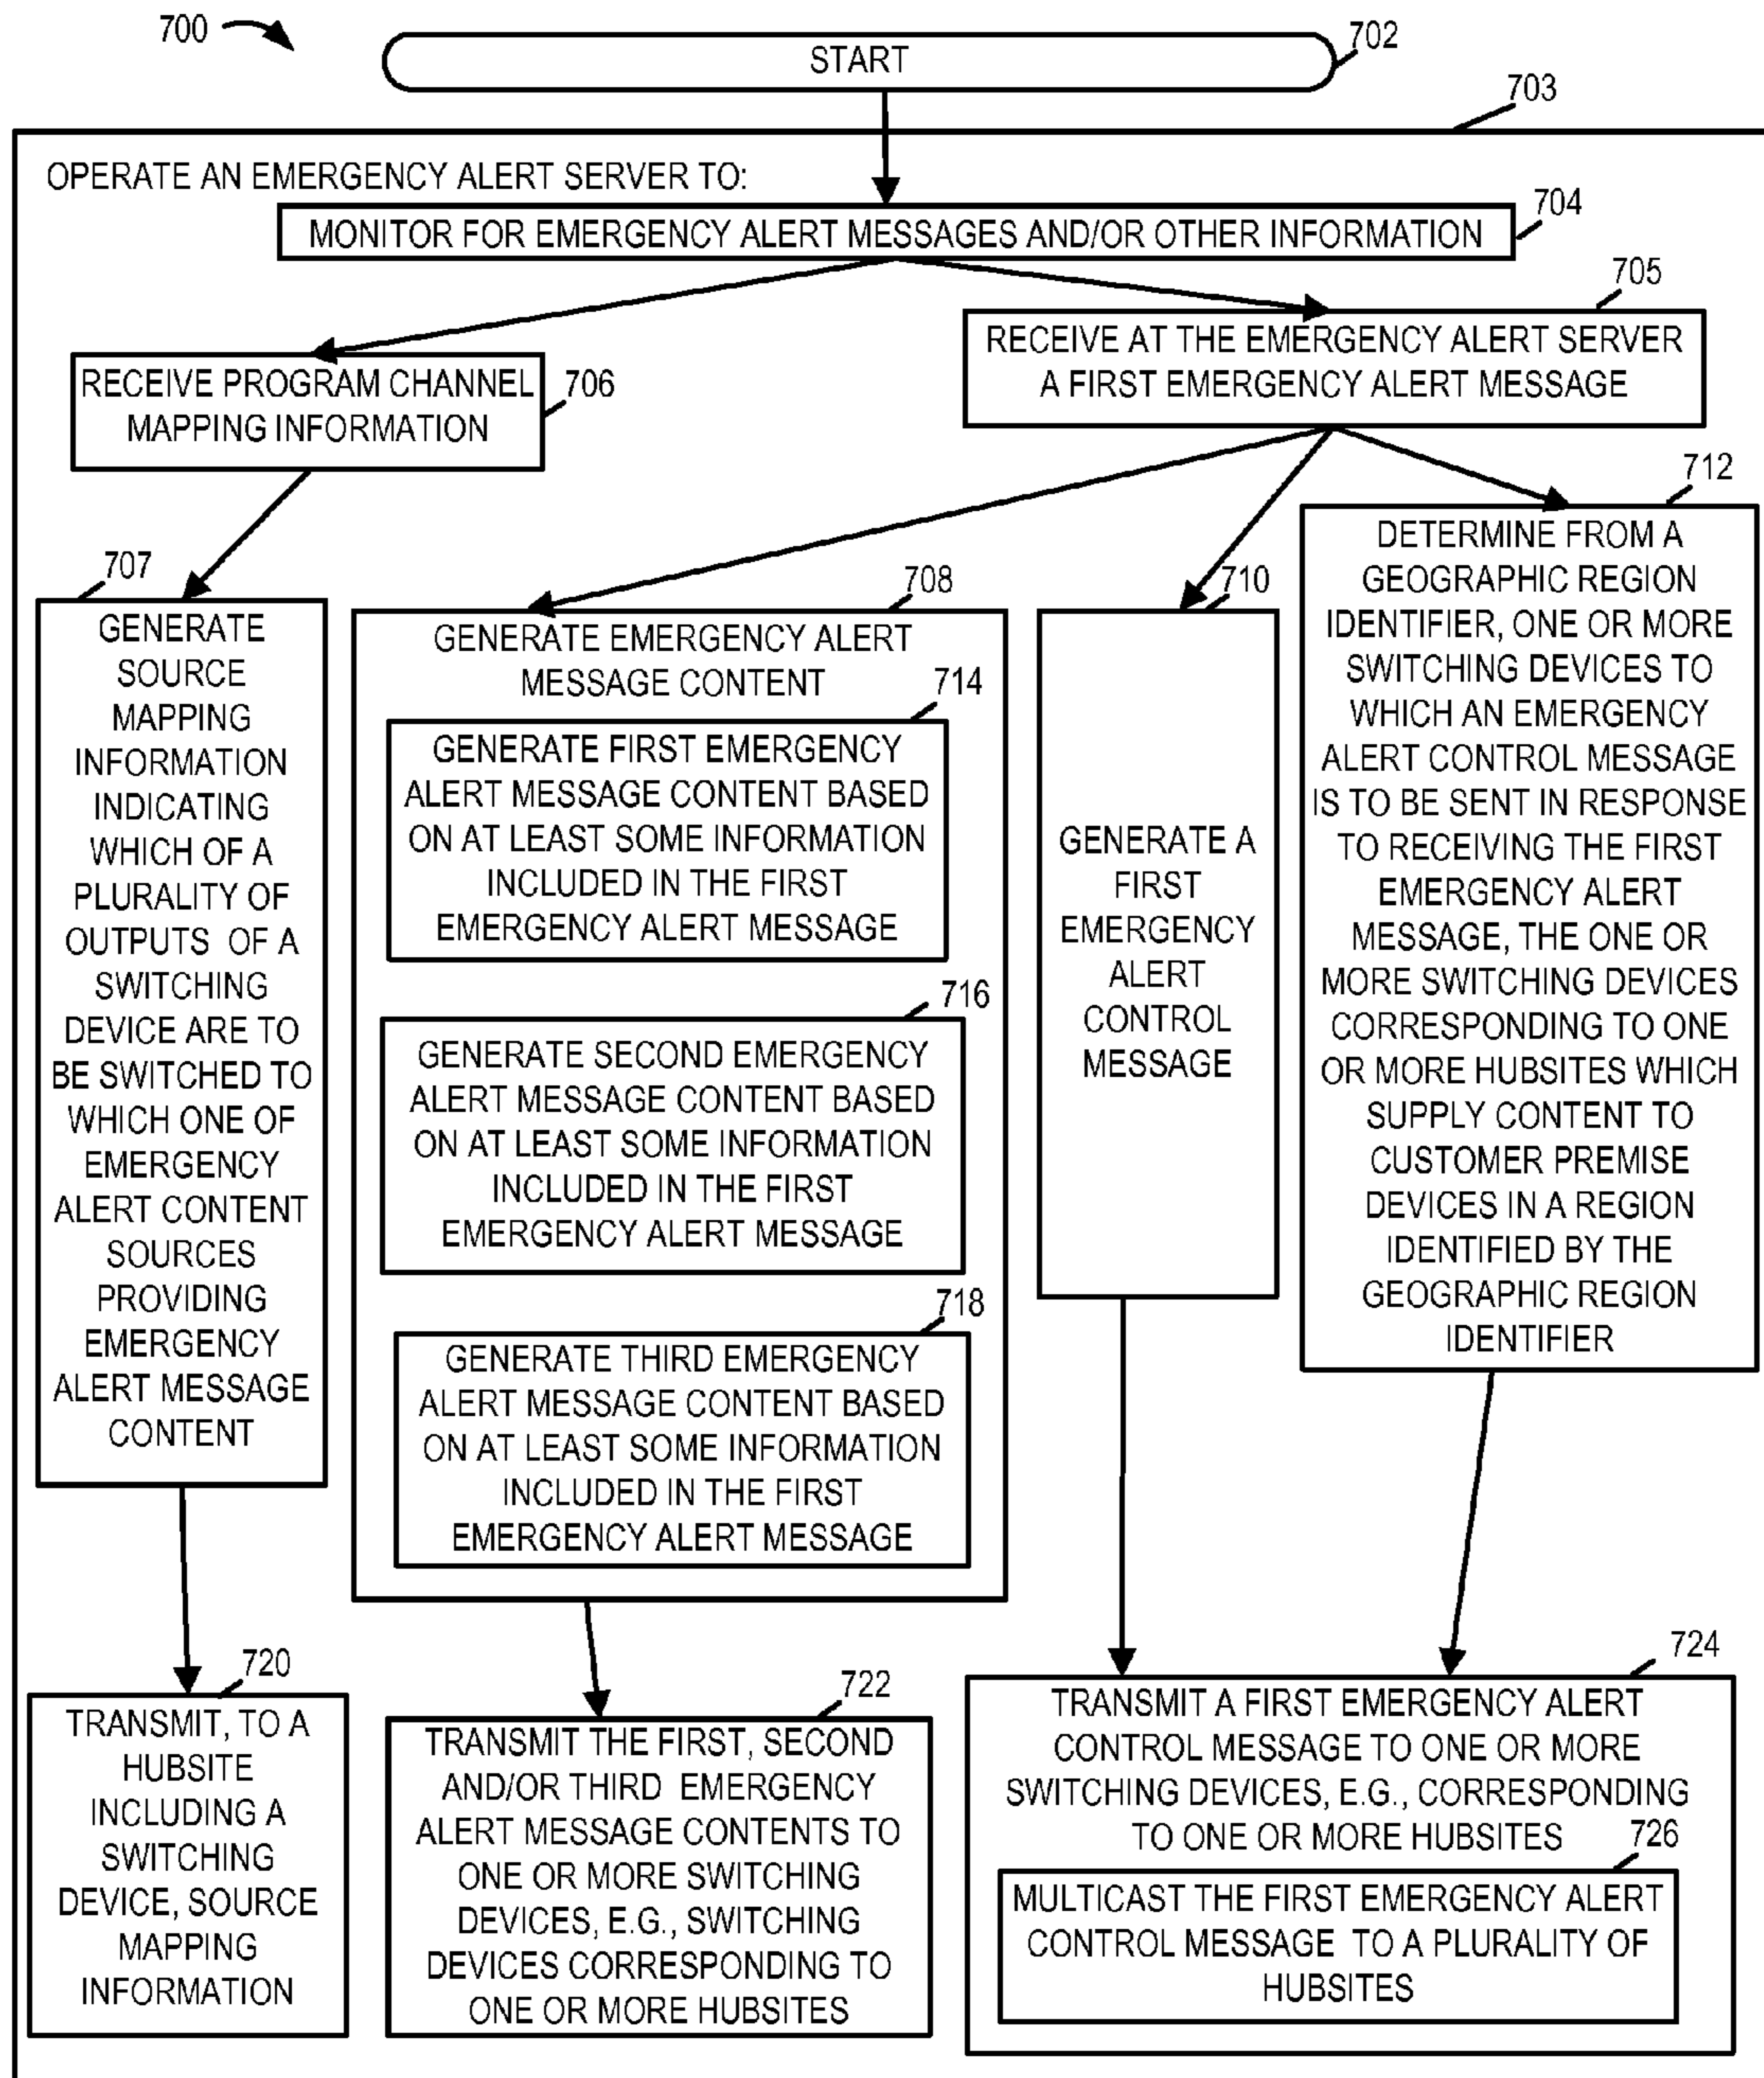 700
START
702
703
OPERATE AN EMERGENCY ALERT SERVER TO:
MONITOR FOR EMERGENCY ALERT MESSAGES AND/OR OTHER INFORMATION
704
705
RECEIVE AT THE EMERGENCY ALERT SERVER
A FIRST EMERGENCY ALERT MESSAGE
RECEIVE PROGRAM CHANNEL
MAPPING INFORMATION
706
707
GENERATE
SOURCE
MAPPING
INFORMATION
INDICATING
WHICH OF A
PLURALITY OF
OUTPUTS OF A
SWITCHING
DEVICE ARE TO
BE SWITCHED TO
WHICH ONE OF
EMERGENCY
ALERT CONTENT
SOURCES
PROVIDING
EMERGENCY
ALERT MESSAGE
CONTENT
708
GENERATE EMERGENCY ALERT
MESSAGE CONTENT
714
GENERATE FIRST EMERGENCY
ALERT MESSAGE CONTENT BASED
ON AT LEAST SOME INFORMATION
INCLUDED IN THE FIRST
EMERGENCY ALERT MESSAGE
716
GENERATE SECOND EMERGENCY
ALERT MESSAGE CONTENT BASED
ON AT LEAST SOME INFORMATION
INCLUDED IN THE FIRST
EMERGENCY ALERT MESSAGE
718
GENERATE THIRD EMERGENCY
ALERT MESSAGE CONTENT BASED
ON AT LEAST SOME INFORMATION
INCLUDED IN THE FIRST
EMERGENCY ALERT MESSAGE
710
GENERATE A
FIRST
EMERGENCY
ALERT
CONTROL
MESSAGE
712
DETERMINE FROM A
GEOGRAPHIC REGION
IDENTIFIER, ONE OR MORE
SWITCHING DEVICES TO
WHICH AN EMERGENCY
ALERT CONTROL MESSAGE
IS TO BE SENT IN RESPONSE
TO RECEIVING THE FIRST
EMERGENCY ALERT
MESSAGE, THE ONE OR
MORE SWITCHING DEVICES
CORRESPONDING TO ONE
OR MORE HUBSITES WHICH
SUPPLY CONTENT TO
CUSTOMER PREMISE
DEVICES IN A REGION
IDENTIFIED BY THE
GEOGRAPHIC REGION
IDENTIFIER
720
TRANSMIT, TO A
HUBSITE
INCLUDING A
SWITCHING
DEVICE, SOURCE
MAPPING
INFORMATION
722
TRANSMIT THE FIRST, SECOND
AND/OR THIRD EMERGENCY
ALERT MESSAGE CONTENTS TO
ONE OR MORE SWITCHING
DEVICES, E.G., SWITCHING
DEVICES CORRESPONDING TO
ONE OR MORE HUBSITES
724
TRANSMIT A FIRST EMERGENCY ALERT
CONTROL MESSAGE TO ONE OR MORE
SWITCHING DEVICES, E.G., CORRESPONDING
TO ONE OR MORE HUBSITES
726
MULTICAST THE FIRST EMERGENCY ALERT
CONTROL MESSAGE TO A PLURALITY OF
HUBSITES